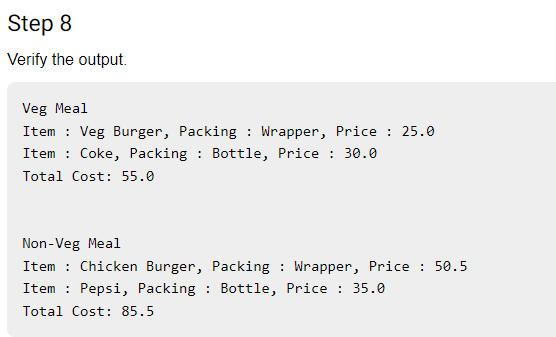 Step 8
Verify the output.
Veg Meal
Item : Veg Burger, Packing : Wrapper, Price : 25.0
Item : Coke, Packing : Bottle, Price : 30.0
Total Cost: 55.0
Non-Veg Meal
Item : Chicken Burger, Packing : Wrapper, Price : 50.5
Item : Pepsi, Packing : Bottle, Price : 35.0
Total Cost: 85.5